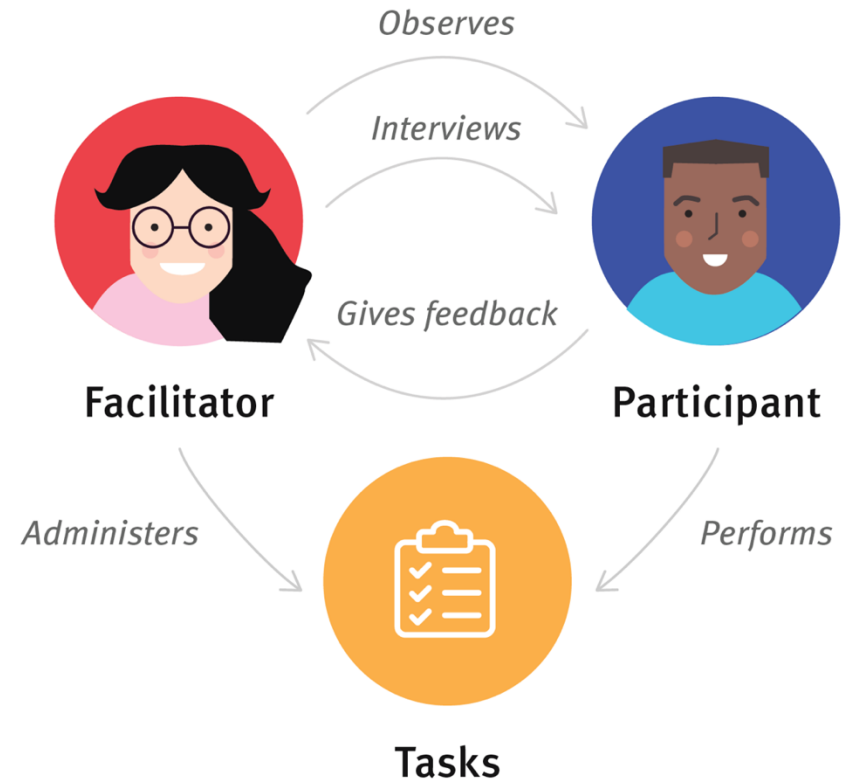 Observes
Interviews
Gives feedback
Facilitator
Participant
Administers
Performs
Tasks